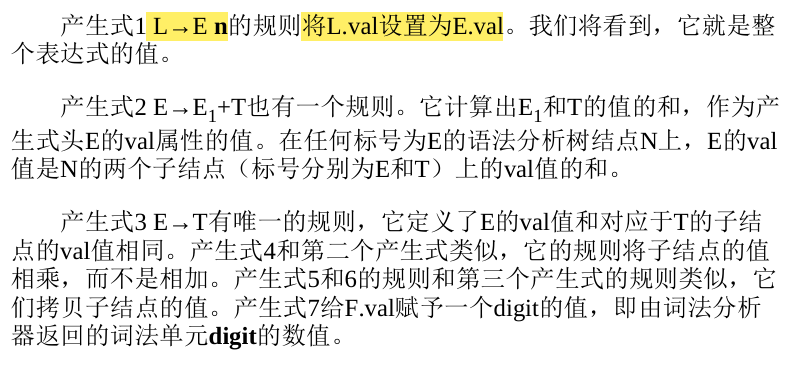 产生式1 L→E n的规则将L.val设置为E.val。我们将看到，它就是整
个表达式的值。
产生式2 E→E₁+T也有一个规则。它计算出E₁和T的值的和，作为产
生式头E的val属性的值。在任何标号为E的语法分析树结点N上，E的val
值是N的两个子结点（标号分别为E和T）上的val值的和。
产生式3 E→T有唯一的规则，它定义了E的val值和对应于T的子结
点的val值相同。产生式4和第二个产生式类似，它的规则将子结点的值
相乘，而不是相加。产生式5和6的规则和第三个产生式的规则类似，它
们拷贝子结点的值。产生式7给F.val赋予一个digit的值，即由词法分析
器返回的词法单元digit的数值。